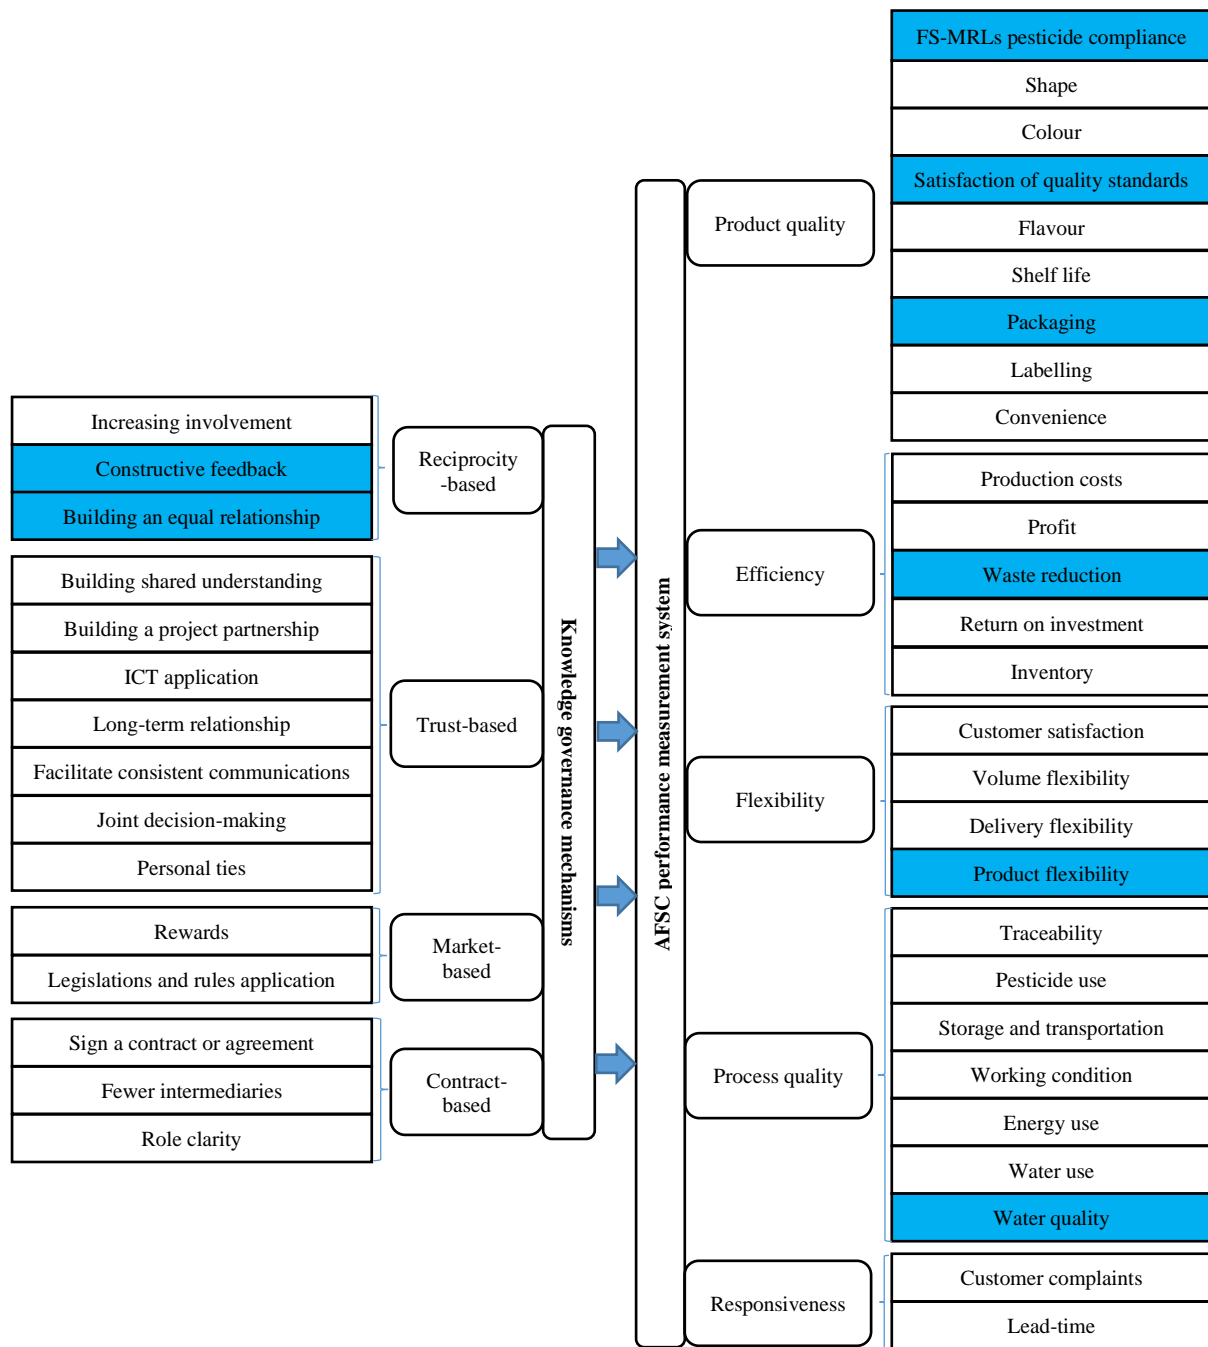 Increasing involvement
Constructive feedback
Building an equal relationship
Building shared understanding
Building a project partnership
ICT application
Long-term relationship
Facilitate consistent communications
Joint decision-making
Personal ties
Rewards
Legislations and rules application
Sign a contract or agreement
Fewer intermediaries
Role clarity
Reciprocity
-based
Trust-based
Market-
based
Contract-
based
Knowledge governance mechanisms
AFSC performance measurement system
Product quality
Efficiency
Flexibility
Process quality
Responsiveness
FS-MRLs pesticide compliance
Shape
Colour
Satisfaction of quality standards
Flavour
Shelf life
Packaging
Labelling
Convenience
Production costs
Profit
Waste reduction
Return on investment
Inventory
Customer satisfaction
Volume flexibility
Delivery flexibility
Product flexibility
Traceability
Pesticide use
Storage and transportation
Working condition
Energy use
Water use
Water quality
Customer complaints
Lead-time